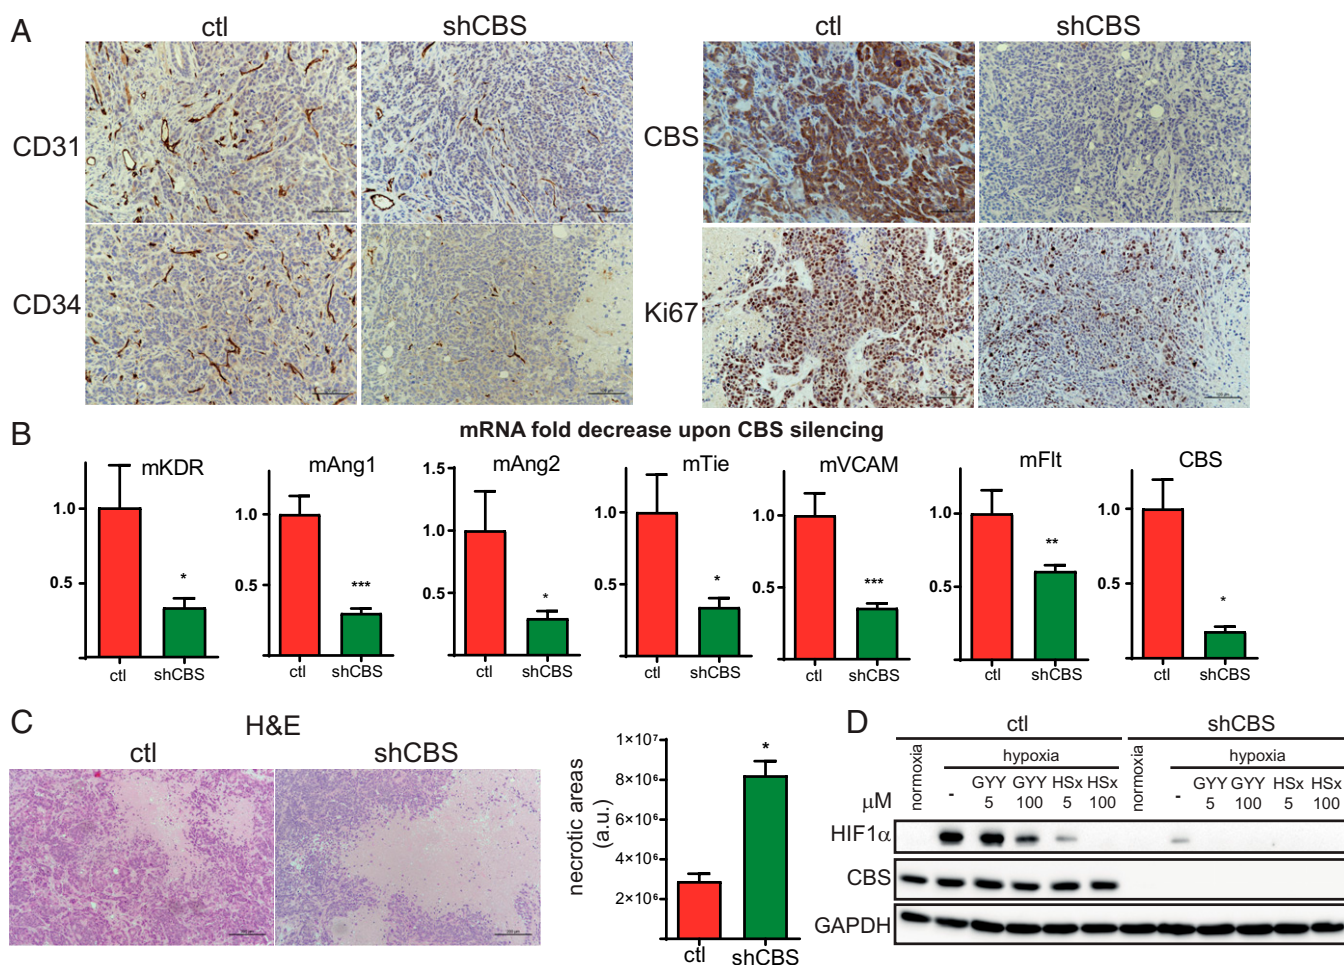 A
ctl
shCBS
ctl
shCBS
CD31
CBS
CD34
Ki67
B
mRNA fold decrease upon CBS silencing
mKDR
1.0
0.5
*
ctl
shCBS
mAng1
1.0
0.5
***
ctl
shCBS
mAng2
1.5
1.0
0.5
*
ctl
shCBS
mTie
1.0
0.5
*
ctl
shCBS
mVCAM
1.0
0.5
***
ctl
shCBS
mFlt
1.0
0.5
**
ctl
shCBS
CBS
1.0
0.5
*
ctl
shCBS
C
H&E
ctl
shCBS
necrotic areas
(a.u.)
1×10⁷
8×10⁶
6×10⁶
4×10⁶
2×10⁶
*
ctl
shCBS
D
ctl
shCBS
normoxia
hypoxia
normoxia
hypoxia
μM
-
GYY 5
GYY 100
HSx 5
HSx 100
-
GYY 5
GYY 100
HSx 5
HSx 100
HIF1α
CBS
GAPDH